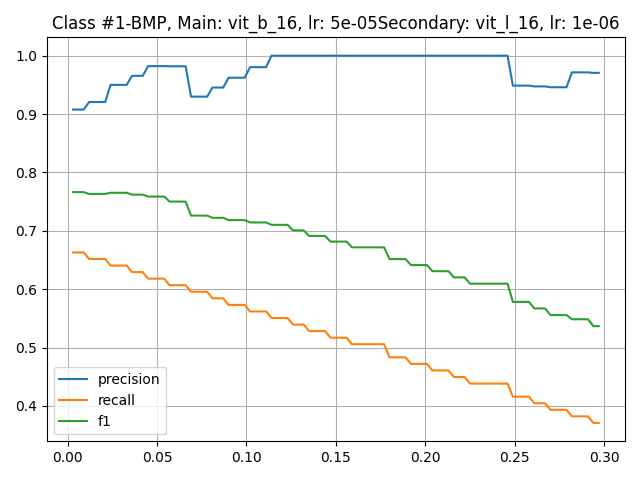 Class #1-BMP, Main: vit_b_16, lr: 5e-05Secondary: vit_l_16, lr: 1e-06
1.0
0.9
0.8
0.7
0.6
0.5
0.4
precision
recall
f1
0.00 0.05 0.10 0.15 0.20 0.25 0.30